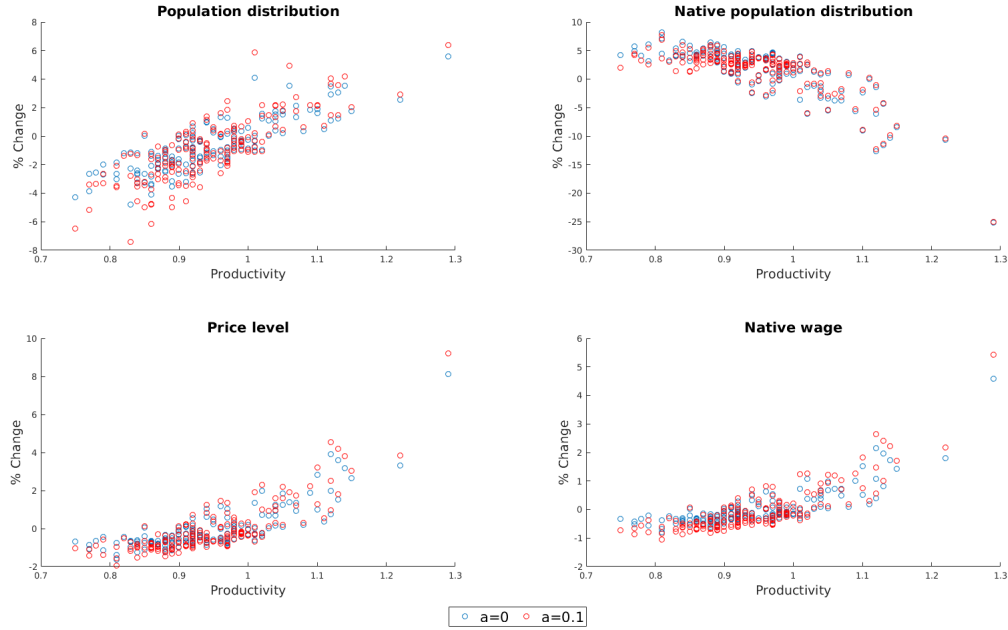 Population distribution
8
6
4
2
0
-2
-4
-6
-8
% Change
0.7 0.8 0.9 1 1.1 1.2 1.3
Productivity
Native population distribution
10
5
0
-5
-10
-15
-20
-25
-30
% Change
0.7 0.8 0.9 1 1.1 1.2 1.3
Productivity
Price level
10
8
6
4
2
0
-2
% Change
0.7 0.8 0.9 1 1.1 1.2 1.3
Productivity
Native wage
6
5
4
3
2
1
0
-1
-2
% Change
0.7 0.8 0.9 1 1.1 1.2 1.3
Productivity
a=0 a=0.1